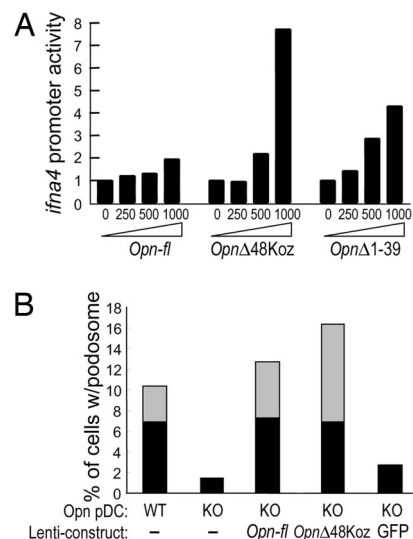 A
ifna4 promoter activity
8
7
6
5
4
3
2
1
0
0 250 500 1000 0 250 500 1000 0 250 500 1000
Opn-fl OpnΔ48Koz OpnΔ1-39
B
% of cells w/podosome
18
16
14
12
10
8
6
4
2
0
Opn pDC: WT KO KO KO KO
Lenti-construct: – – Opn-fl OpnΔ48Koz GFP